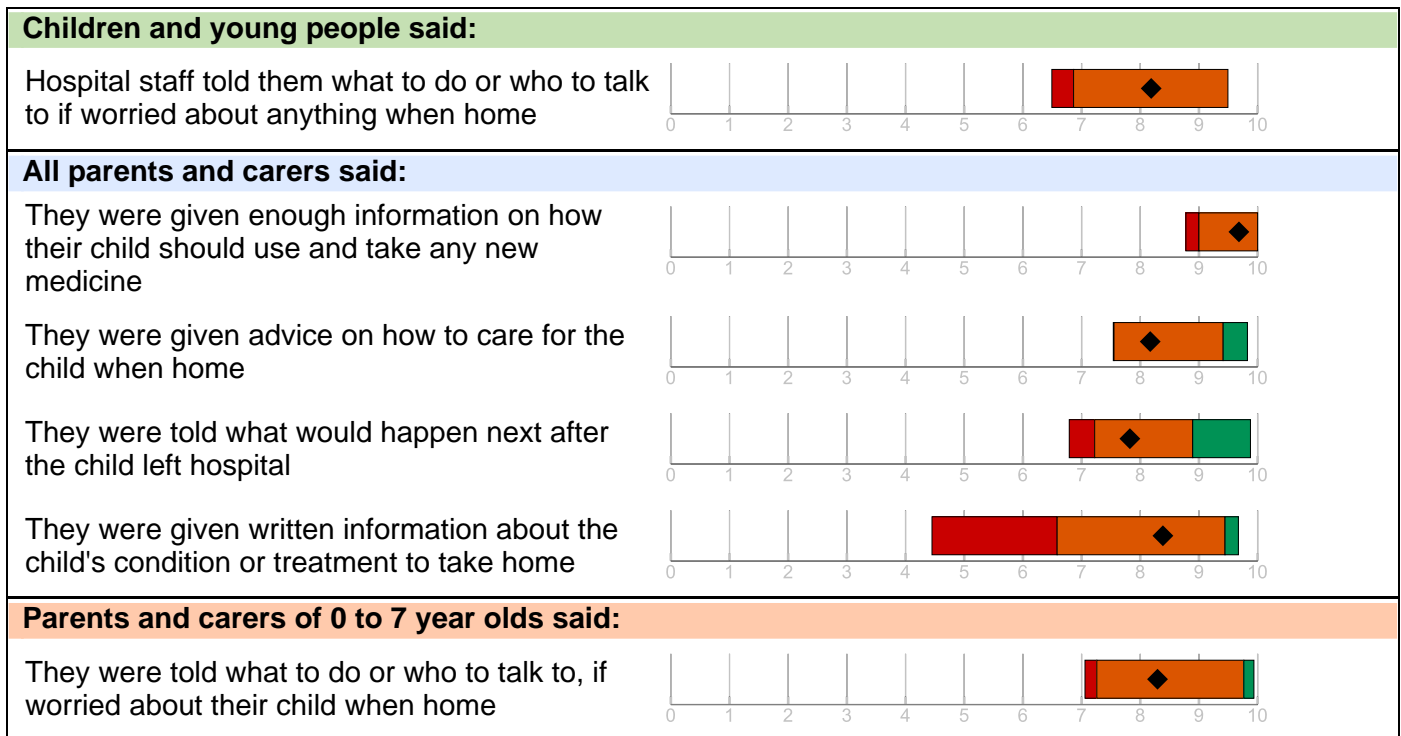 Children and young people said:
Hospital staff told them what to do or who to talk
to if worried about anything when home
0 1 2 3 4 5 6 7 8 9 10
All parents and carers said:
They were given enough information on how
their child should use and take any new
medicine
0 1 2 3 4 5 6 7 8 9 10
They were given advice on how to care for the
child when home
0 1 2 3 4 5 6 7 8 9 10
They were told what would happen next after
the child left hospital
0 1 2 3 4 5 6 7 8 9 10
They were given written information about the
child's condition or treatment to take home
0 1 2 3 4 5 6 7 8 9 10
Parents and carers of 0 to 7 year olds said:
They were told what to do or who to talk to, if
worried about their child when home
0 1 2 3 4 5 6 7 8 9 10